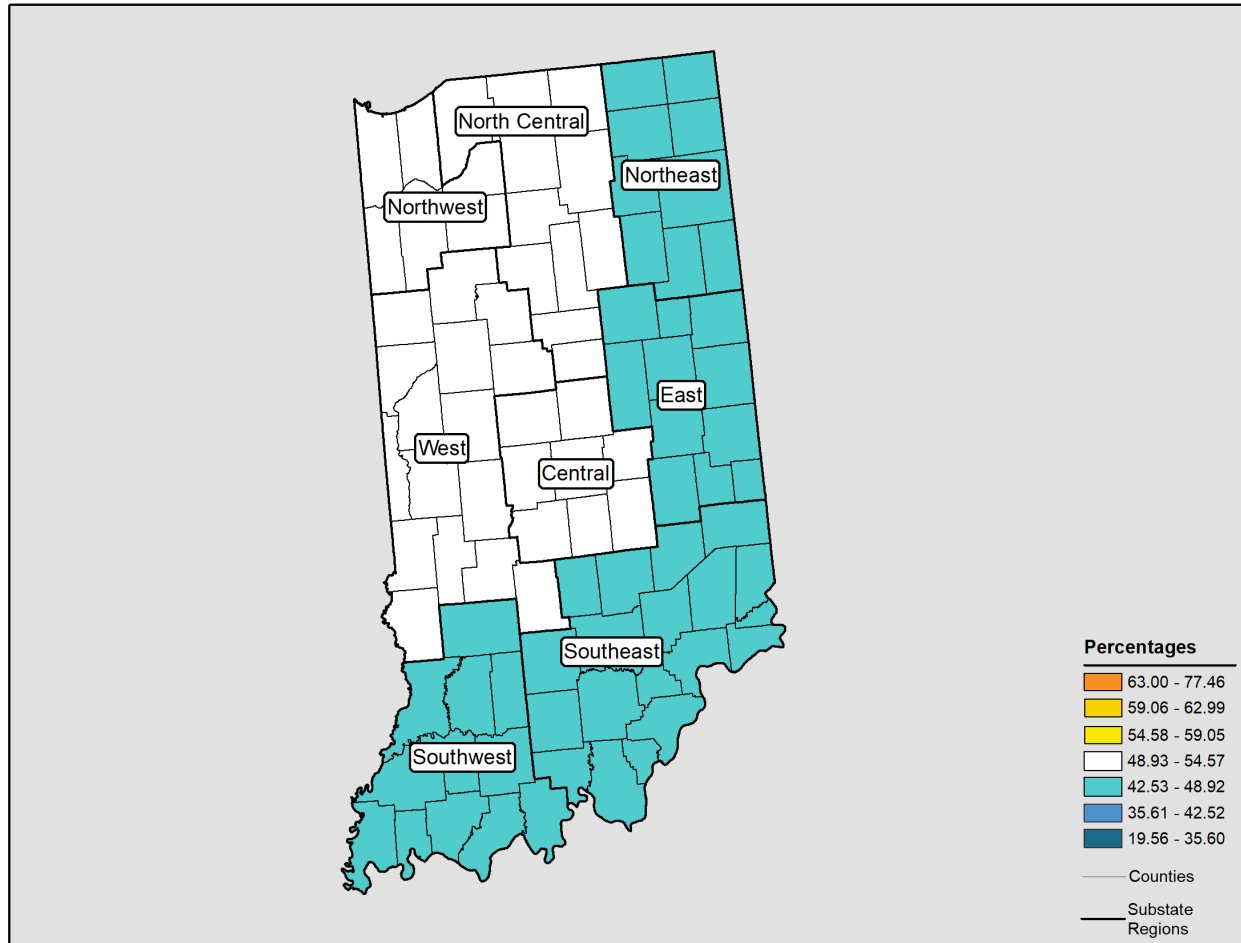 North Central
Northeast
Northwest
East
West
Central
Southeast
Southwest
Percentages
63.00 - 77.46
59.06 - 62.99
54.58 - 59.05
48.93 - 54.57
42.53 - 48.92
35.61 - 42.52
19.56 - 35.60
Counties
Substate
Regions